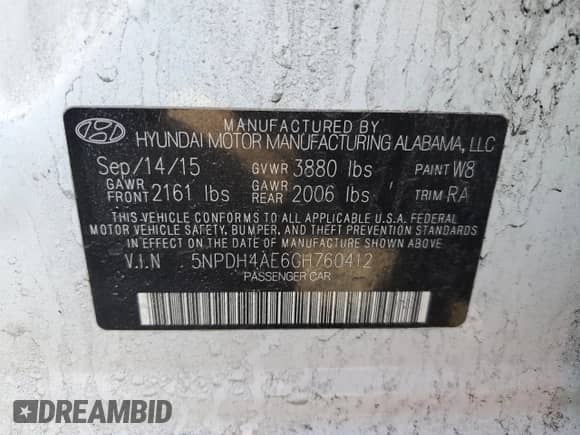 MANUFACTURED BY
HYUNDAI MOTOR MANUFACTURING ALABAMA, LLC
Sep/14/15 GVWR 3880 lbs PAINT W8
GAWR FRONT 2161 lbs GAWR REAR 2006 lbs TRIM RA
THIS VEHICLE CONFORMS TO ALL APPLICABLE U.S.A. FEDERAL
MOTOR VEHICLE SAFETY, BUMPER, AND THEFT PREVENTION STANDARDS
IN EFFECT ON THE DATE OF MANUFACTURE SHOWN ABOVE.
V.I.N 5NPDH4AE6GH760412
PASSENGER CAR
DREAMBID